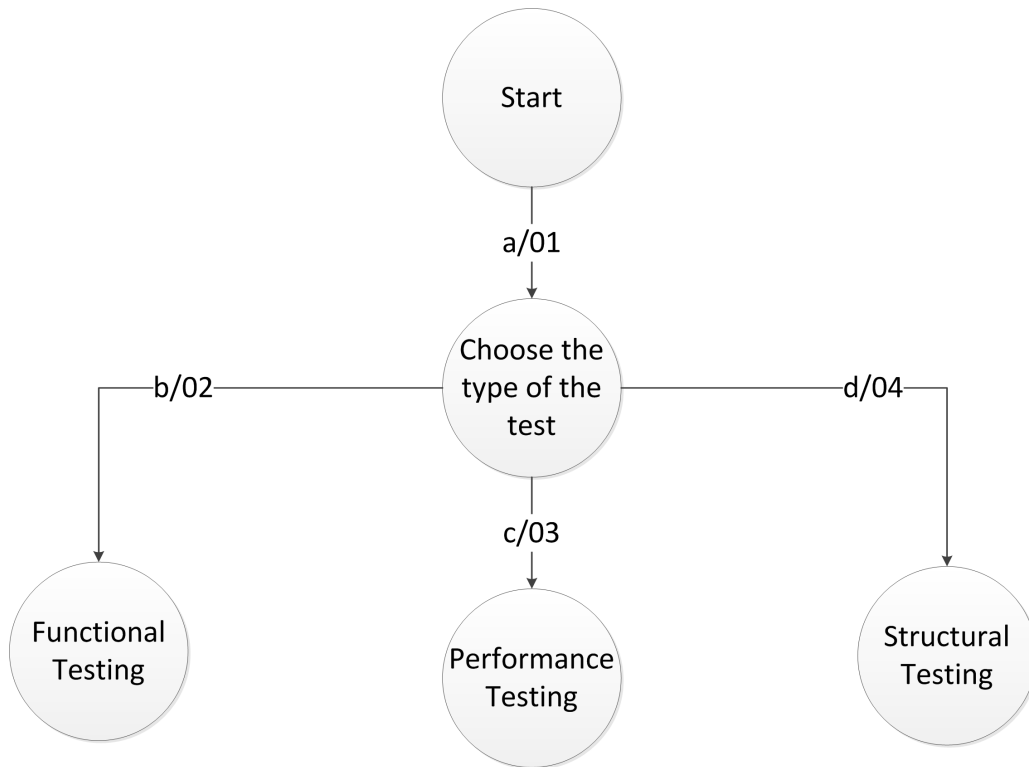 Start
a/01
Choose the
type of the
test
b/02
d/04
c/03
Functional
Testing
Performance
Testing
Structural
Testing